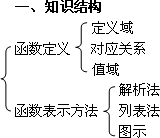 一、知识结构
函数定义
定义域
对应关系
值域
函数表示方法
解析法
列表法
图示